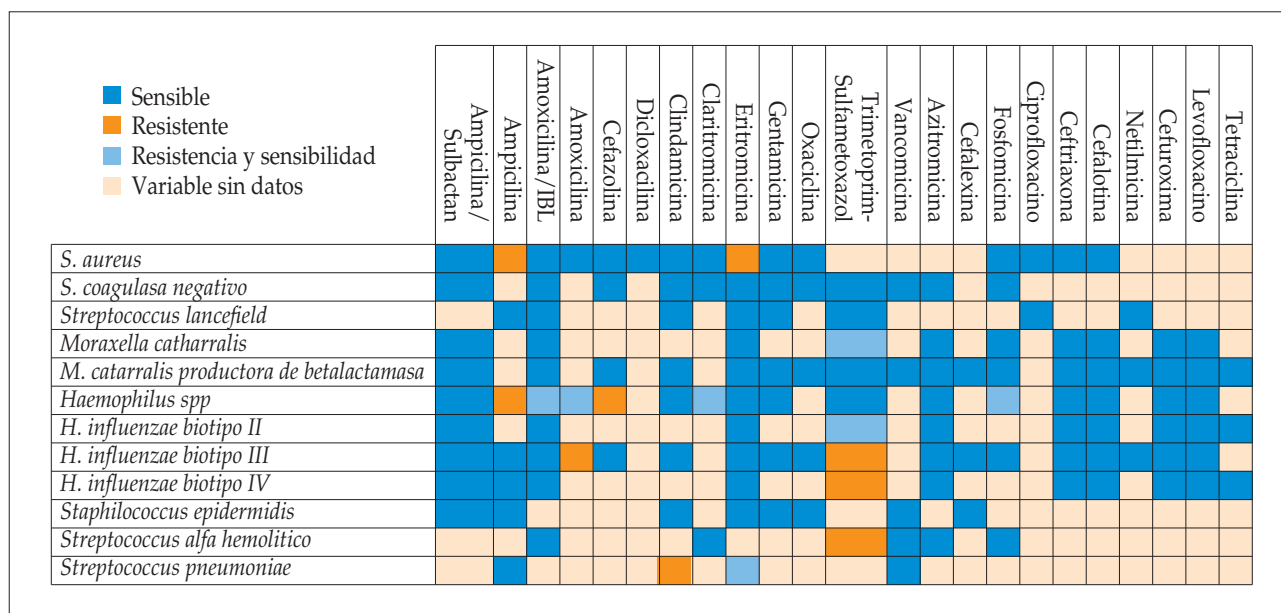 Sensible
Resistente
Resistencia y sensibilidad
Variable sin datos
Ampicilina/
Sulbactan
Ampicilina
Amoxicilina/IBL
Amoxicilina
Cefazolina
Dicloxacilina
Clindamicina
Claritromicina
Eritromicina
Gentamicina
Oxaciclina
Trimetoprim-
Sulfametoxazol
Vancomicina
Azitromicina
Cefalexina
Fosfomicina
Ciprofloxacino
Ceftriaxona
Cefalotina
Netilmicina
Cefuroxima
Levofloxacino
Tetraciclina
S. aureus
S. coagulasa negativo
Streptococcus lancefield
Moraxella catharralis
M. catarralis productora de betalactamasa
Haemophilus spp
H. influenzae biotipo II
H. influenzae biotipo III
H. influenzae biotipo IV
Staphilococcus epidermidis
Streptococcus alfa hemolitico
Streptococcus pneumoniae